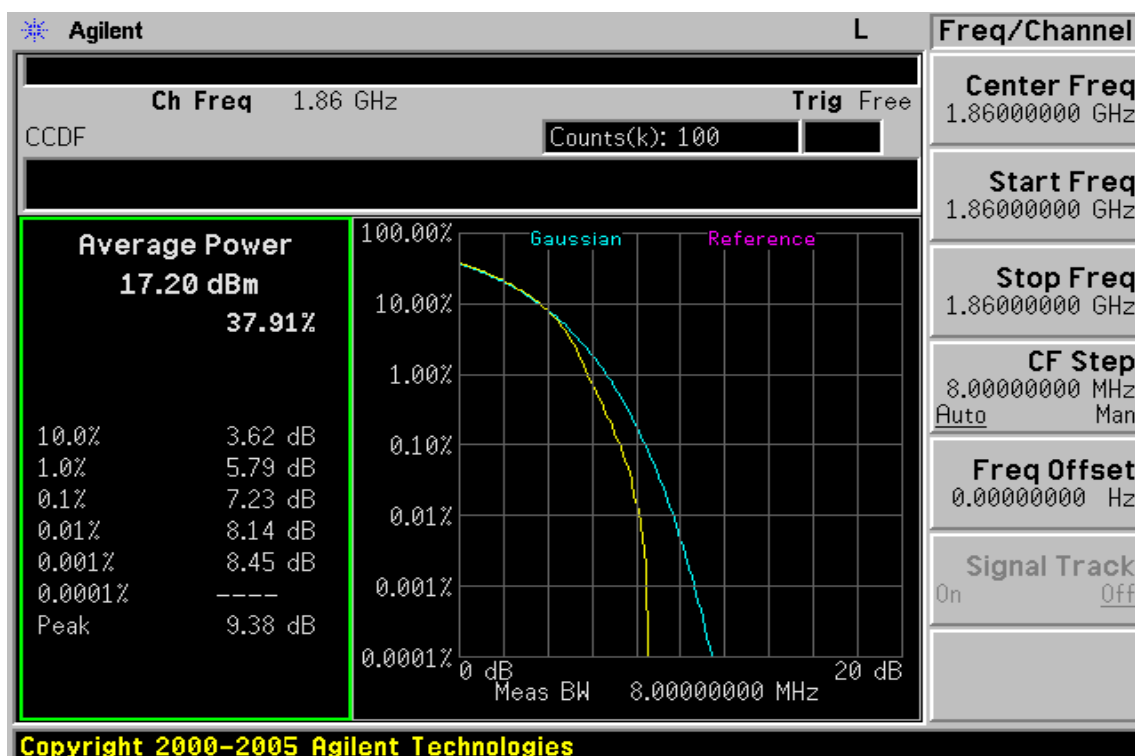 Agilent
L
Ch Freq 1.86 GHz
Trig Free
CCDF
Counts(k): 100
Average Power
17.20 dBm
37.91%
10.0% 3.62 dB
1.0% 5.79 dB
0.1% 7.23 dB
0.01% 8.14 dB
0.001% 8.45 dB
0.0001% ----
Peak 9.38 dB
Gaussian
Reference
100.00%
10.00%
1.00%
0.10%
0.01%
0.001%
0.0001%
0 dB
20 dB
Meas BW 8.00000000 MHz
Freq/Channel
Center Freq
1.86000000 GHz
Start Freq
1.86000000 GHz
Stop Freq
1.86000000 GHz
CF Step
8.00000000 MHz
Auto Man
Freq Offset
0.00000000 Hz
Signal Track
On Off
Copyright 2000-2005 Agilent Technologies